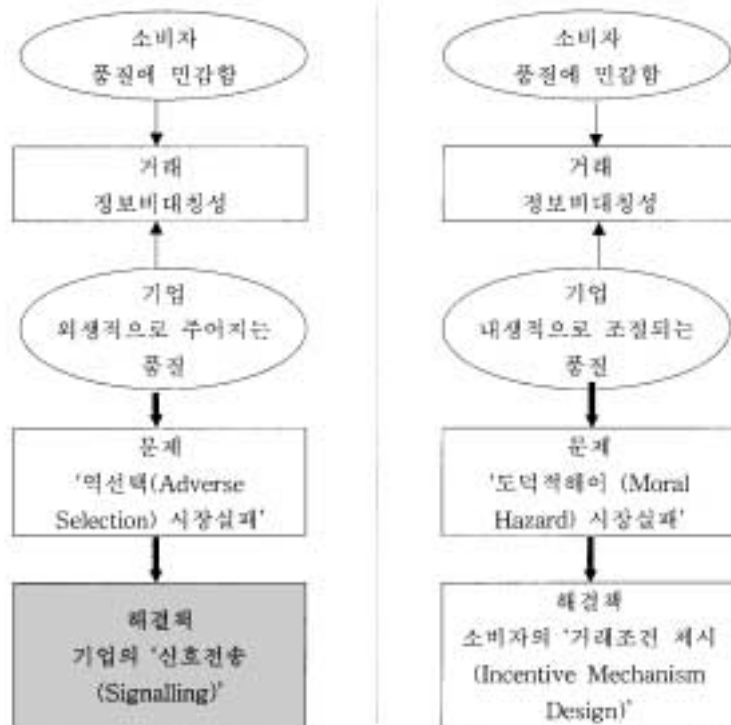 소비자
품질에 민감함
거래
정보비대칭성
기업
외생적으로 주어지는
품질
문제
'역선택(Adverse
Selection) 시장실패'
해결책
기업의 '신호전송
(Signalling)'
소비자
품질에 민감함
거래
정보비대칭성
기업
내생적으로 조절되는
품질
문제
'도덕적해이 (Moral
Hazard) 시장실패'
해결책
소비자의 '거래조건 제시
(Incentive Mechanism
Design)'